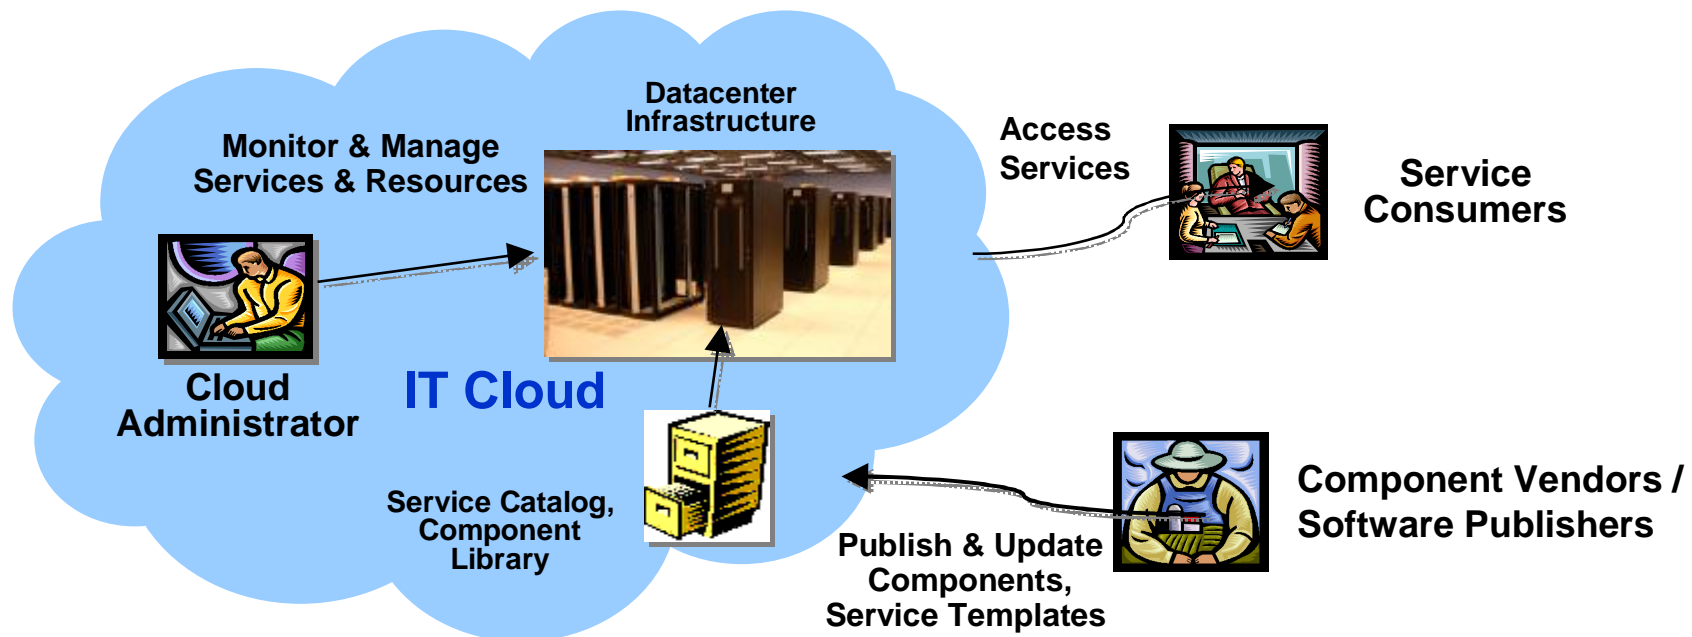 Datacenter
Infrastructure
Monitor & Manage
Services & Resources
Access
Services
Service
Consumers
Cloud
Administrator
IT Cloud
Service Catalog,
Component
Library
Component Vendors /
Software Publishers
Publish & Update
Components,
Service Templates